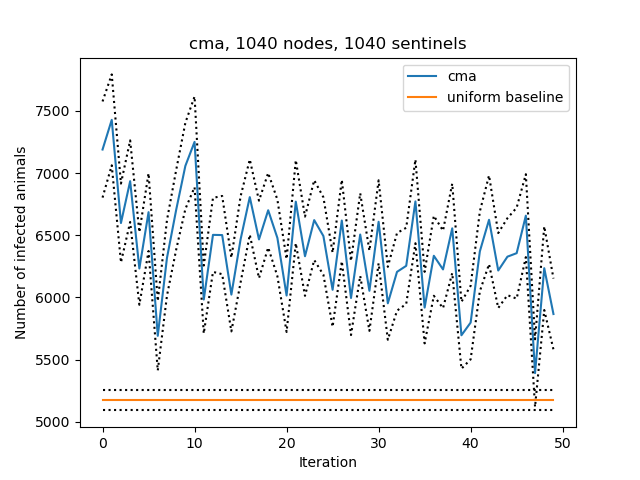 cma, 1040 nodes, 1040 sentinels
cma
uniform baseline
Number of infected animals
7500
7000
6500
6000
5500
5000
0 10 20 30 40 50
Iteration